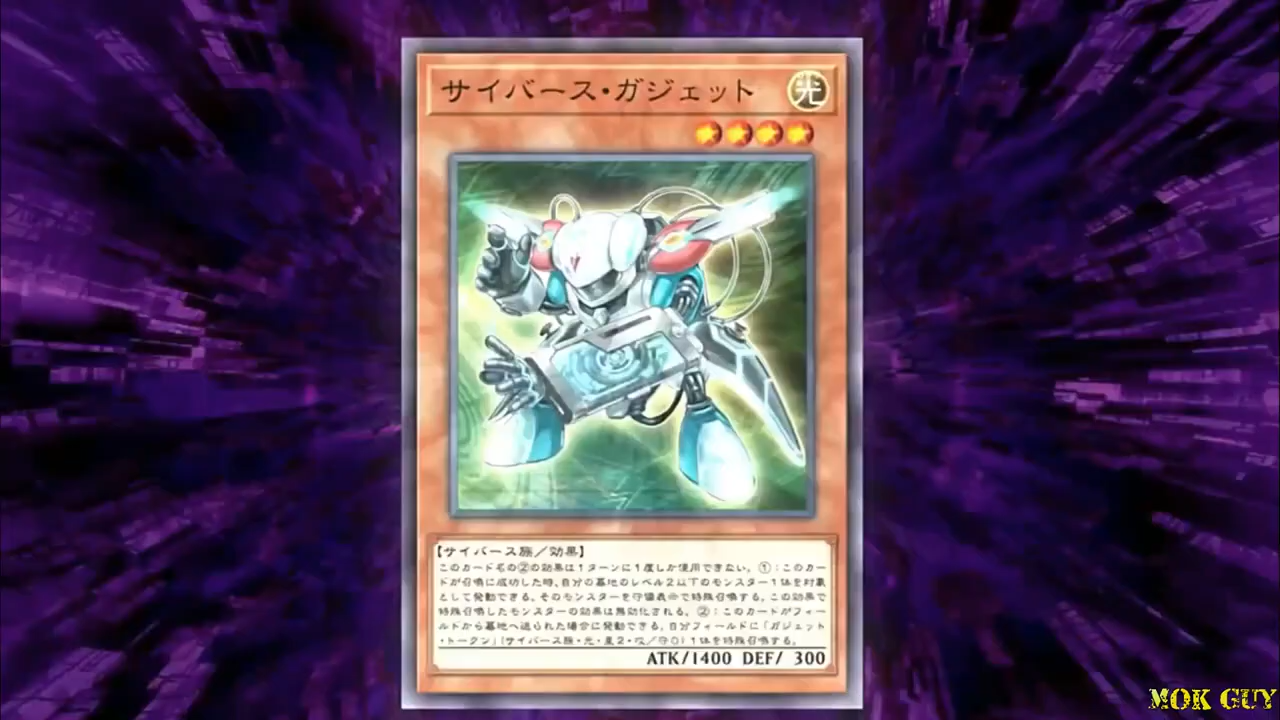 サイバース・ガジェット
光
【サイバース族／効果】
このカード名の②の効果は１ターンに１度しか使用できない。①：このカー
ドが召喚に成功した時、自分の墓地のレベル２以下のモンスター１体を対象
として発動できる。そのモンスターを守備表示で特殊召喚する。この効果で
特殊召喚したモンスターの効果は無効化される。②：このカードがフィー
ルドから墓地へ送られた場合に発動できる。自分フィールドに「ガジェット
・トークン」（サイバース族・光・星２・攻／守０）１体を特殊召喚する。
ATK/1400 DEF/ 300
MOK GUY